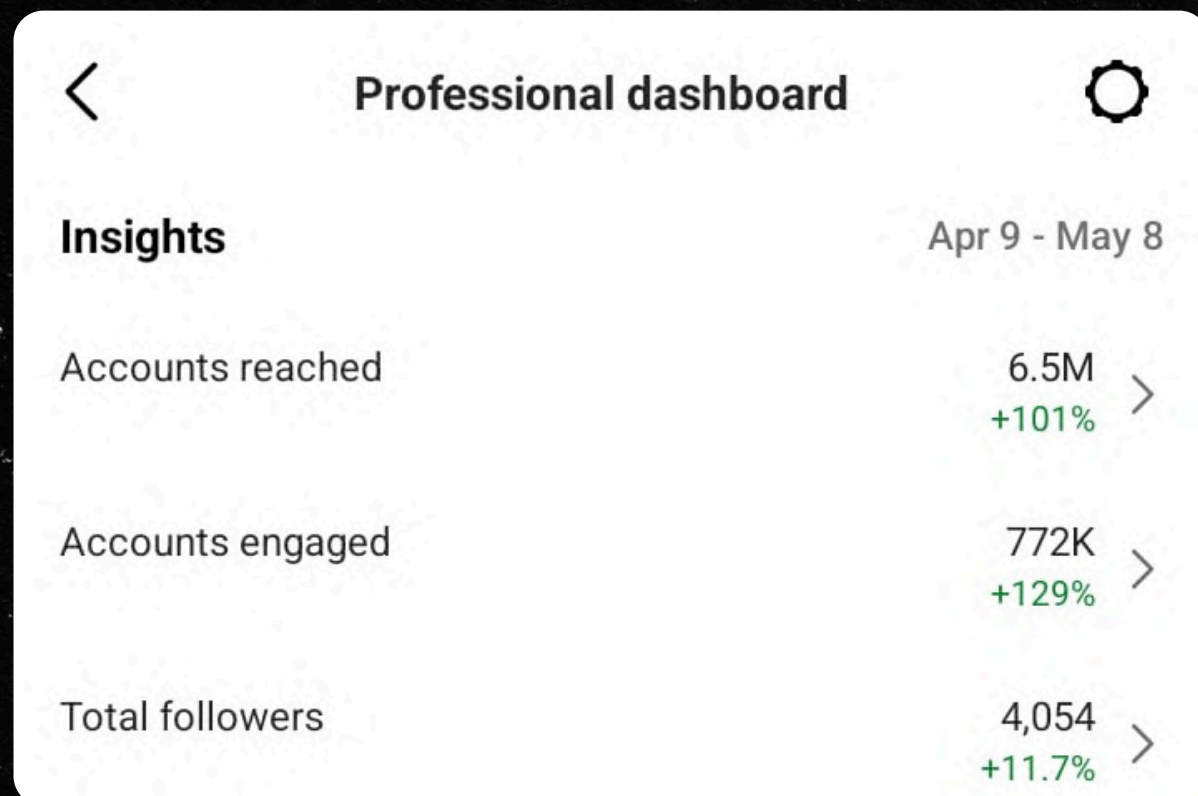 Professional dashboard
Insights
Apr 9 - May 8
Accounts reached
6.5M
+101%
Accounts engaged
772K
+129%
Total followers
4,054
+11.7%